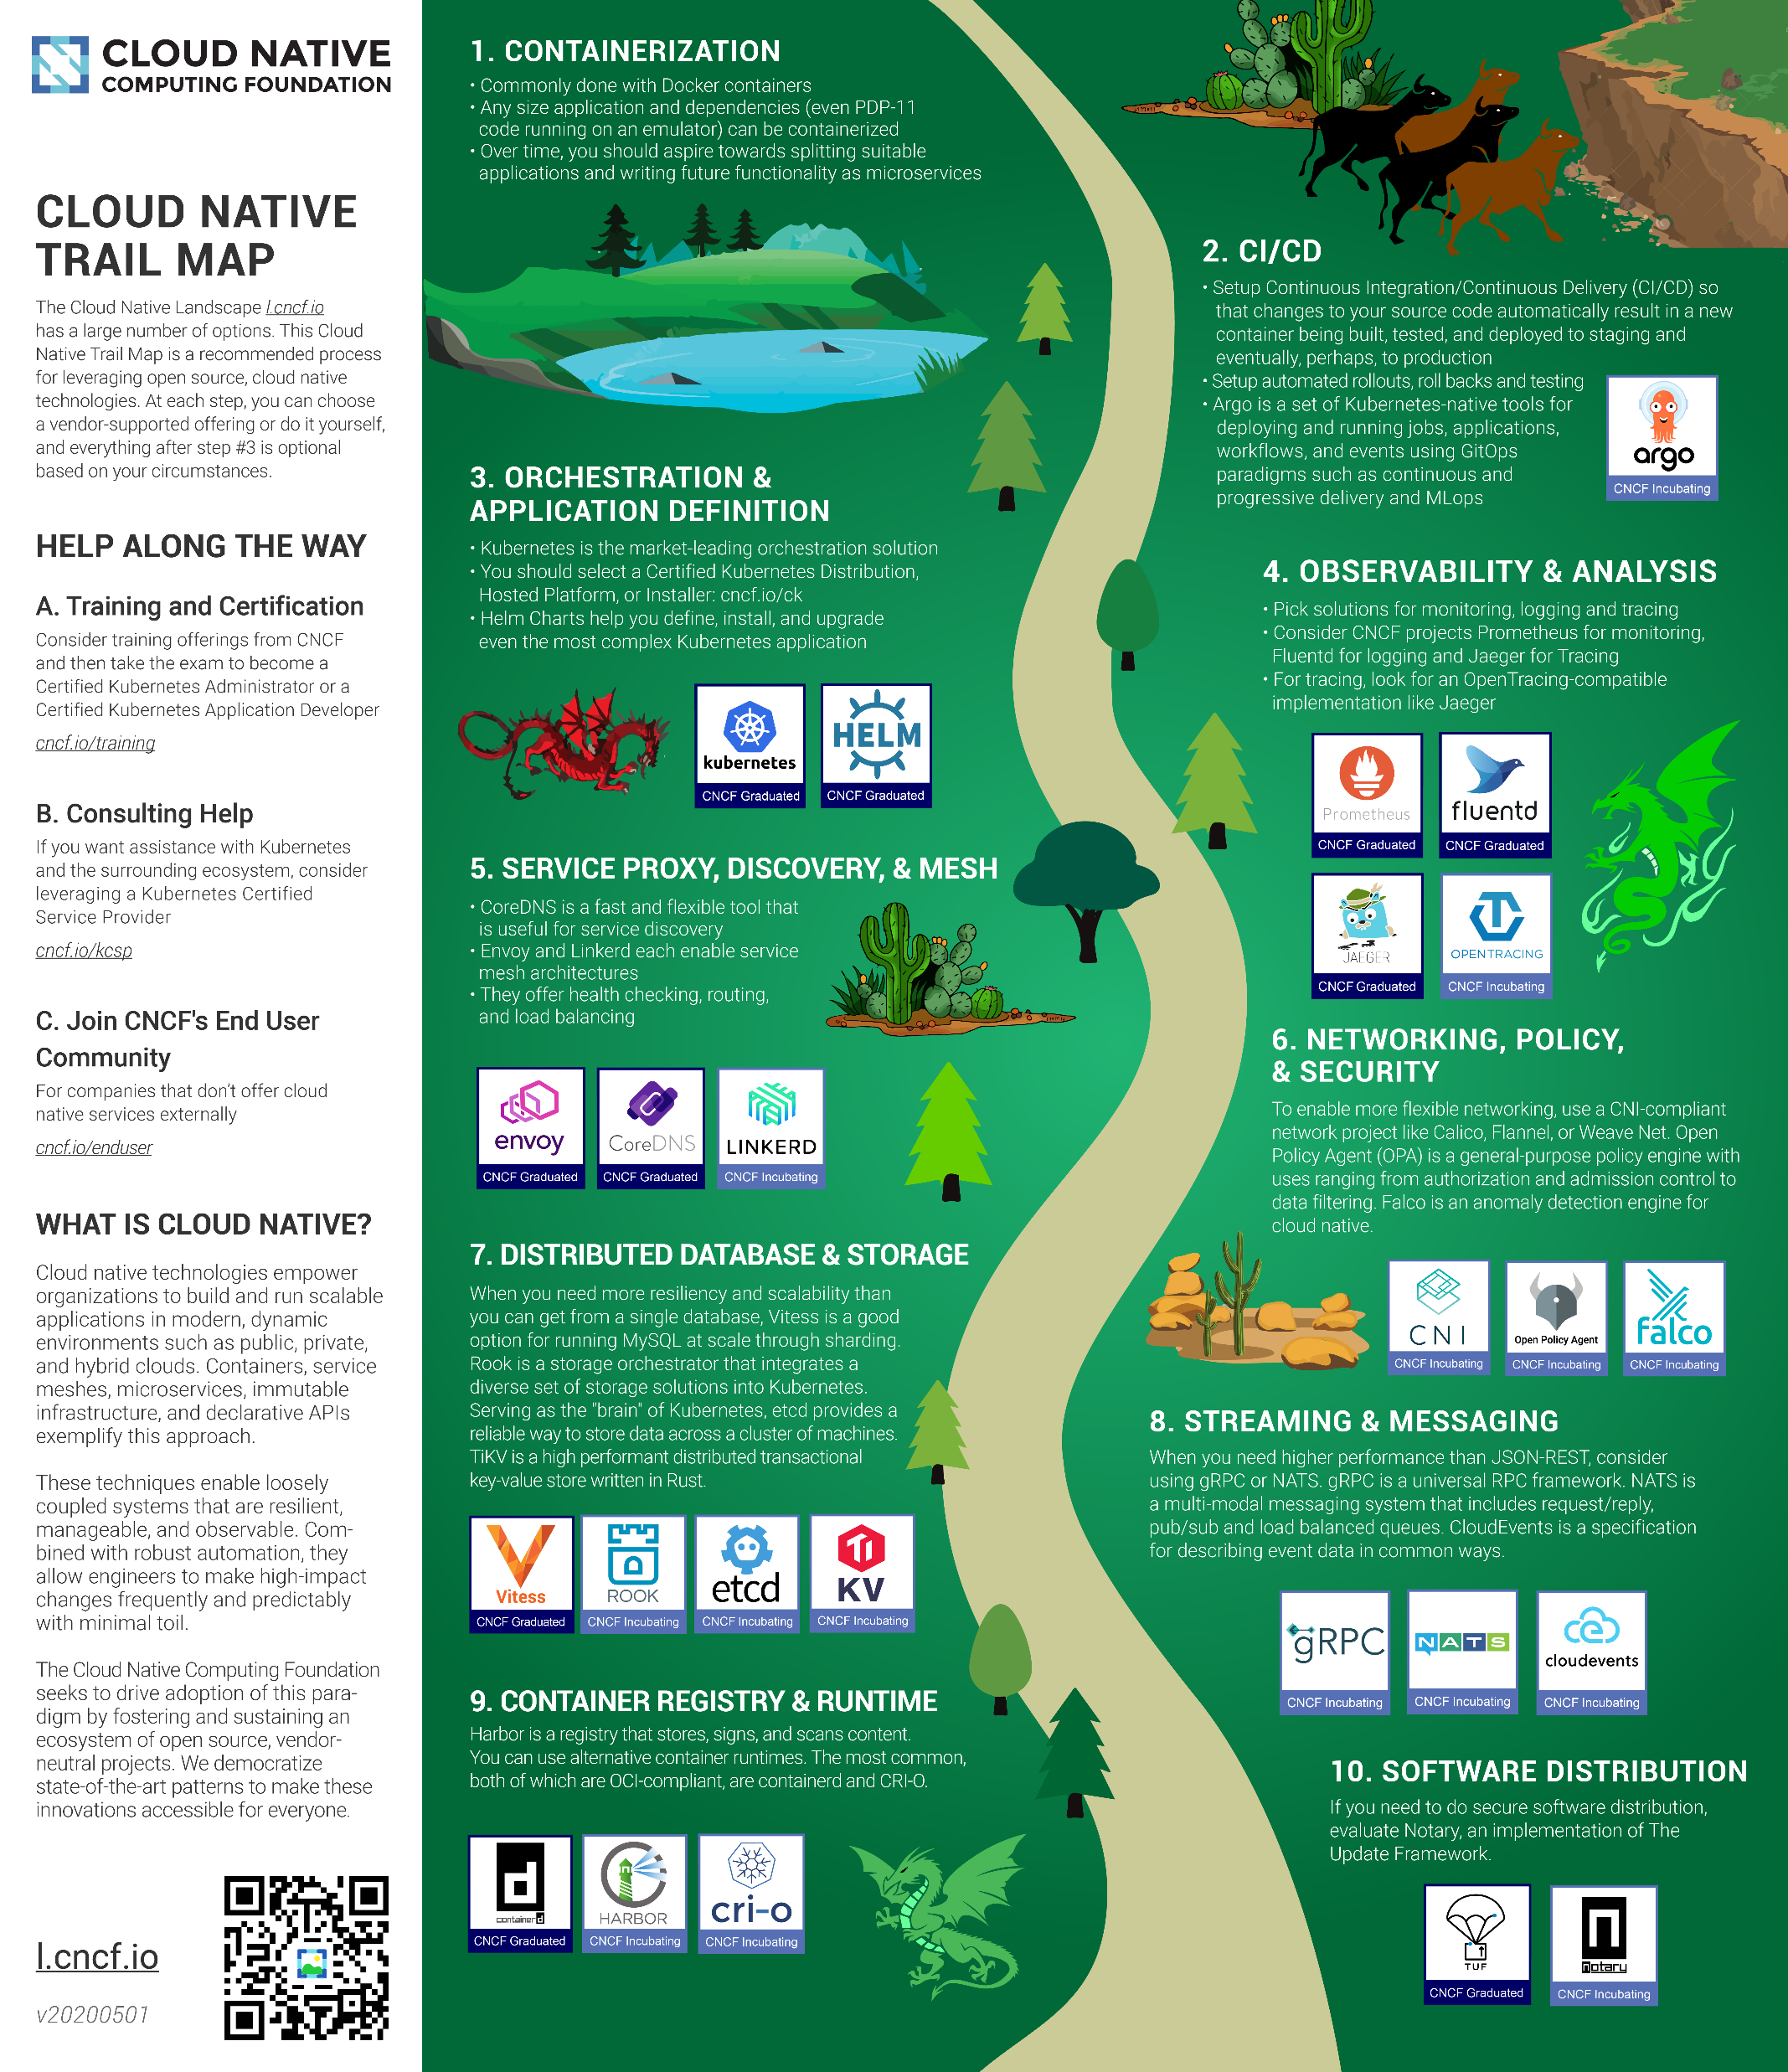 CLOUD NATIVE
COMPUTING FOUNDATION
CLOUD NATIVE
TRAIL MAP
The Cloud Native Landscape l.cncf.io
has a large number of options. This Cloud
Native Trail Map is a recommended process
for leveraging open source, cloud native
technologies. At each step, you can choose
a vendor-supported offering or do it yourself,
and everything after step #3 is optional
based on your circumstances.
HELP ALONG THE WAY
A. Training and Certification
Consider training offerings from CNCF
and then take the exam to become a
Certified Kubernetes Administrator or a
Certified Kubernetes Application Developer
cncf.io/training
B. Consulting Help
If you want assistance with Kubernetes
and the surrounding ecosystem, consider
leveraging a Kubernetes Certified
Service Provider
cncf.io/kcsp
C. Join CNCF's End User
Community
For companies that don't offer cloud
native services externally
cncf.io/enduser
WHAT IS CLOUD NATIVE?
Cloud native technologies empower
organizations to build and run scalable
applications in modern, dynamic
environments such as public, private,
and hybrid clouds. Containers, service
meshes, microservices, immutable
infrastructure, and declarative APIs
exemplify this approach.
These techniques enable loosely
coupled systems that are resilient,
manageable, and observable. Com-
bined with robust automation, they
allow engineers to make high-impact
changes frequently and predictably
with minimal toil.
The Cloud Native Computing Foundation
seeks to drive adoption of this para-
digm by fostering and sustaining an
ecosystem of open source, vendor-
neutral projects. We democratize
state-of-the-art patterns to make these
innovations accessible for everyone.
l.cncf.io
v20200501
1. CONTAINERIZATION
• Commonly done with Docker containers
• Any size application and dependencies (even PDP-11
code running on an emulator) can be containerized
• Over time, you should aspire towards splitting suitable
applications and writing future functionality as microservices
2. CI/CD
• Setup Continuous Integration/Continuous Delivery (CI/CD) so
that changes to your source code automatically result in a new
container being built, tested, and deployed to staging and
eventually, perhaps, to production
• Setup automated rollouts, roll backs and testing
• Argo is a set of Kubernetes-native tools for
deploying and running jobs, applications,
workflows, and events using GitOps
paradigms such as continuous and
progressive delivery and MLops
argo
CNCF Incubating
3. ORCHESTRATION &
APPLICATION DEFINITION
• Kubernetes is the market-leading orchestration solution
• You should select a Certified Kubernetes Distribution,
Hosted Platform, or Installer: cncf.io/ck
• Helm Charts help you define, install, and upgrade
even the most complex Kubernetes application
kubernetes
CNCF Graduated
HELM
CNCF Graduated
4. OBSERVABILITY & ANALYSIS
• Pick solutions for monitoring, logging and tracing
• Consider CNCF projects Prometheus for monitoring,
Fluentd for logging and Jaeger for Tracing
• For tracing, look for an OpenTracing-compatible
implementation like Jaeger
Prometheus
CNCF Graduated
fluentd
CNCF Graduated
JAEGER
CNCF Graduated
OPENTRACING
CNCF Incubating
5. SERVICE PROXY, DISCOVERY, & MESH
• CoreDNS is a fast and flexible tool that
is useful for service discovery
• Envoy and Linkerd each enable service
mesh architectures
• They offer health checking, routing,
and load balancing
envoy
CNCF Graduated
CoreDNS
CNCF Graduated
LINKERD
CNCF Incubating
6. NETWORKING, POLICY,
& SECURITY
To enable more flexible networking, use a CNI-compliant
network project like Calico, Flannel, or Weave Net. Open
Policy Agent (OPA) is a general-purpose policy engine with
uses ranging from authorization and admission control to
data filtering. Falco is an anomaly detection engine for
cloud native.
CNI
CNCF Incubating
Open Policy Agent
CNCF Incubating
falco
CNCF Incubating
7. DISTRIBUTED DATABASE & STORAGE
When you need more resiliency and scalability than
you can get from a single database, Vitess is a good
option for running MySQL at scale through sharding.
Rook is a storage orchestrator that integrates a
diverse set of storage solutions into Kubernetes.
Serving as the "brain" of Kubernetes, etcd provides a
reliable way to store data across a cluster of machines.
TiKV is a high performant distributed transactional
key-value store written in Rust.
Vitess
CNCF Graduated
ROOK
CNCF Incubating
etcd
CNCF Incubating
TI
KV
CNCF Incubating
8. STREAMING & MESSAGING
When you need higher performance than JSON-REST, consider
using gRPC or NATS. gRPC is a universal RPC framework. NATS is
a multi-modal messaging system that includes request/reply,
pub/sub and load balanced queues. CloudEvents is a specification
for describing event data in common ways.
gRPC
CNCF Incubating
NATS
CNCF Incubating
cloudevents
CNCF Incubating
9. CONTAINER REGISTRY & RUNTIME
Harbor is a registry that stores, signs, and scans content.
You can use alternative container runtimes. The most common,
both of which are OCI-compliant, are containerd and CRI-O.
containerd
CNCF Graduated
HARBOR
CNCF Incubating
cri-o
CNCF Incubating
10. SOFTWARE DISTRIBUTION
If you need to do secure software distribution,
evaluate Notary, an implementation of The
Update Framework.
TUF
CNCF Graduated
notary
CNCF Incubating